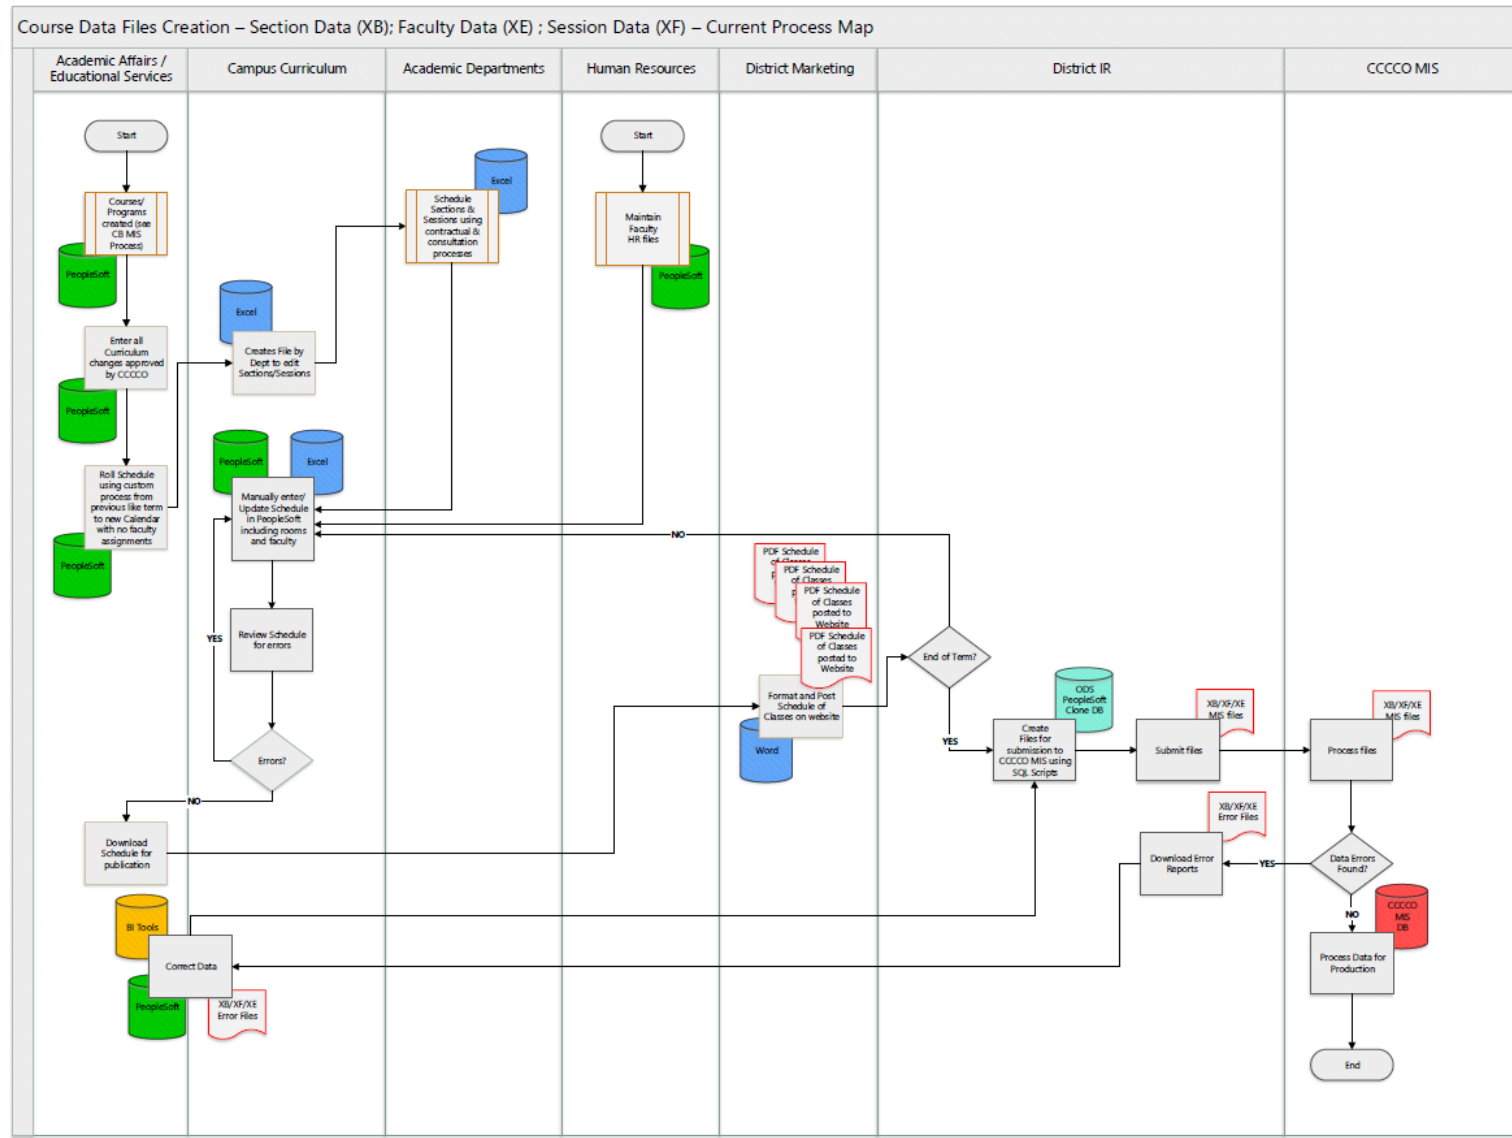 Course Data Files Creation – Section Data (XB); Faculty Data (XE) ; Session Data (XF) – Current Process Map
Academic Affairs /
Educational Services
Campus Curriculum
Academic Departments
Human Resources
District Marketing
District IR
CCCCO MIS
Start
Start
Excel
Courses/
Programs
created (see
CB MIS
Process)
PeopleSoft
Schedule
Sections &
Sessions using
contractual &
consultation
processes
Maintain
Faculty
HR files
PeopleSoft
Excel
Enter all
Curriculum
changes approved
by CCCCO
PeopleSoft
Creates File by
Dept to edit
Sections/Sessions
Roll Schedule
using custom
process from
previous like term
to new Calendar
with no faculty
assignments
PeopleSoft
PeopleSoft
Excel
Manually enter/
Update Schedule
in PeopleSoft
including rooms
and faculty
NO
PDF Schedule
of Classes
PDF Schedule
of Classes
PDF Schedule
of Classes
posted to
Website
PDF Schedule
of Classes
posted to
Website
YES
Review Schedule
for errors
End of Term?
Format and Post
Schedule of
Classes on website
Word
ODS
PeopleSoft
Clone DB
YES
Create
Files for
submission to
CCCCO MIS using
SQL Scripts
XB/XF/XE
MIS files
Submit files
XB/XF/XE
MIS files
Process files
Errors?
NO
Download
Schedule for
publication
XB/XF/XE
Error Files
Download Error
Reports
YES
Data Errors
Found?
NO
CCCCO
MIS
DB
BI Tools
Correct Data
PeopleSoft
XB/XF/XE
Error Files
Process Data for
Production
End